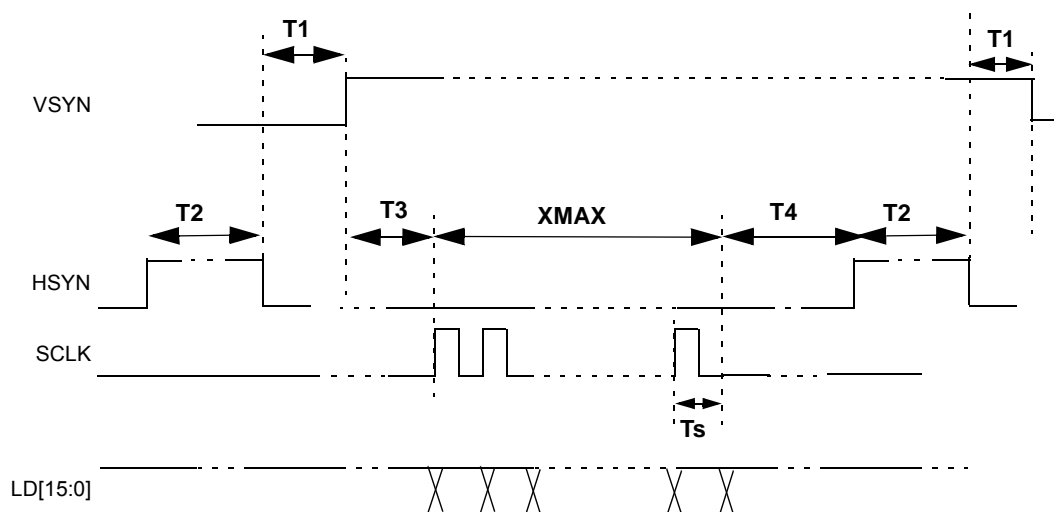 T1
T1
VSYN
T2
T3
XMAX
T4
T2
HSYN
SCLK
Ts
LD[15:0]